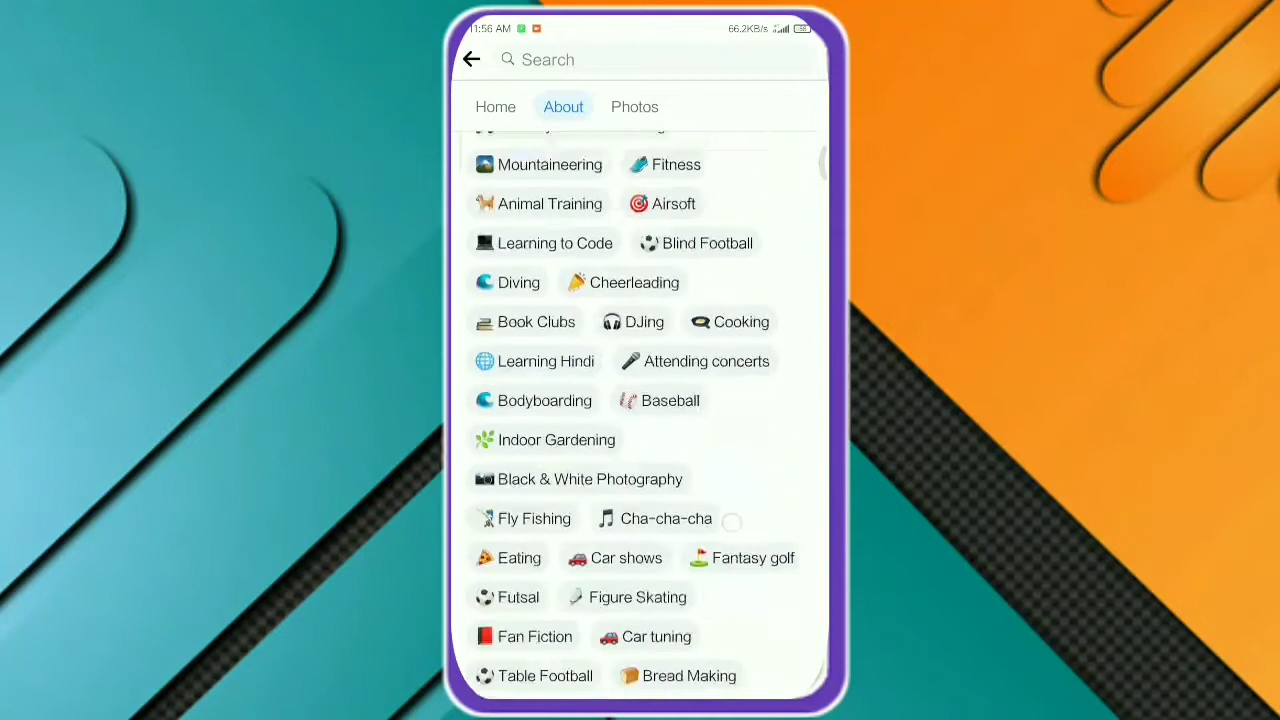 11:56 AM 66.2KB/s 58
Search
Home About Photos
Mountaineering Fitness
Animal Training Airsoft
Learning to Code Blind Football
Diving Cheerleading
Book Clubs DJing Cooking
Learning Hindi Attending concerts
Bodyboarding Baseball
Indoor Gardening
Black & White Photography
Fly Fishing Cha-cha-cha
Eating Car shows Fantasy golf
Futsal Figure Skating
Fan Fiction Car tuning
Table Football Bread Making